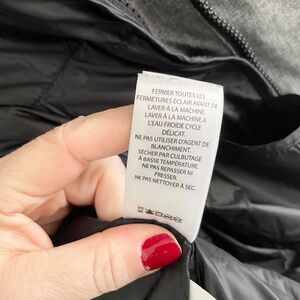 FERMER TOUTES LES
FERMETURES ÉCLAIR AVANT DE
LAVER À LA MACHINE.
LAVER À LA MACHINE À
L'EAU FROIDE CYCLE
DÉLICAT.
NE PAS UTILISER D'AGENT DE
BLANCHIMENT.
SÉCHER PAR CULBUTAGE
À BASSE TEMPÉRATURE.
NE PAS REPASSER NI
PRESSER.
NE PAS NETTOYER À SEC.